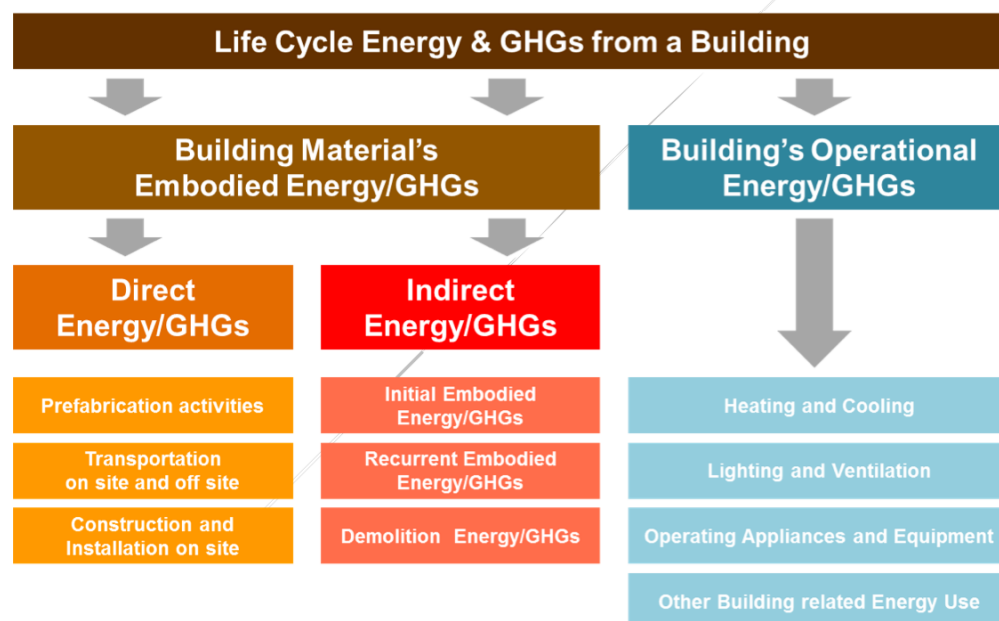 Life Cycle Energy & GHGs from a Building
Building Material's
Embodied Energy/GHGs
Building's Operational
Energy/GHGs
Direct
Energy/GHGs
Indirect
Energy/GHGs
Prefabrication activities
Transportation
on site and off site
Construction and
Installation on site
Initial Embodied
Energy/GHGs
Recurrent Embodied
Energy/GHGs
Demolition Energy/GHGs
Heating and Cooling
Lighting and Ventilation
Operating Appliances and Equipment
Other Building related Energy Use